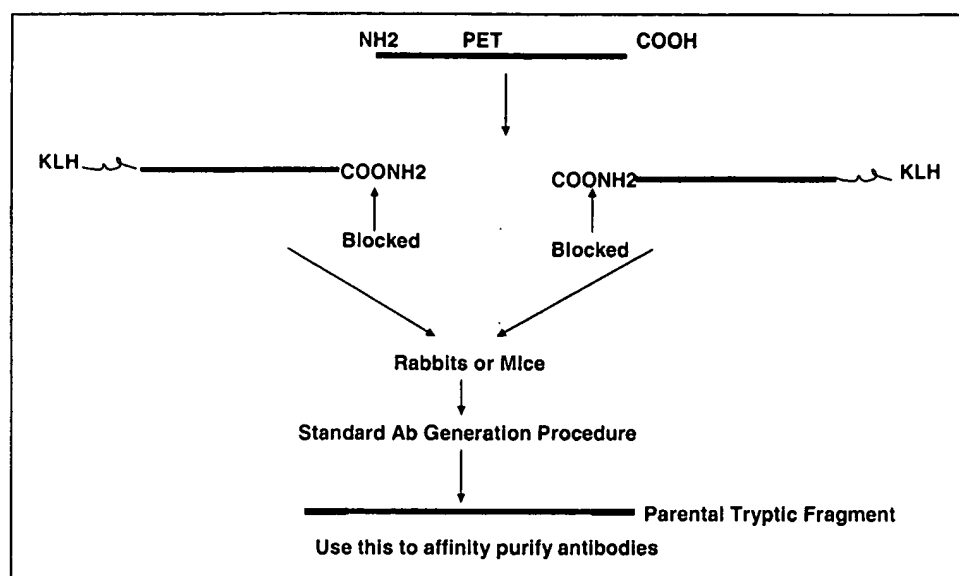 NH2 PET COOH
KLH COONH2 COONH2 KLH
Blocked Blocked
Rabbits or Mice
Standard Ab Generation Procedure
Parental Tryptic Fragment
Use this to affinity purify antibodies